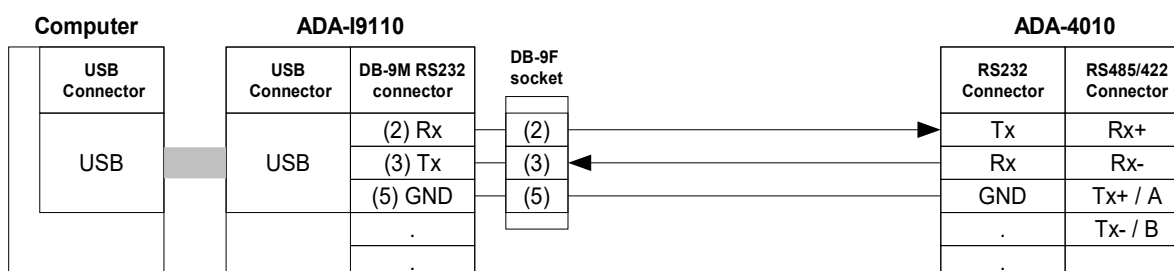 Computer ADA-I9110 ADA-4010
USB Connector USB Connector DB-9M RS232 connector DB-9F socket RS232 Connector RS485/422 Connector
(2) Rx (2) Tx Rx+
USB USB (3) Tx (3) Rx Rx-
(5) GND (5) GND Tx+ / A
. . Tx- / B
. .